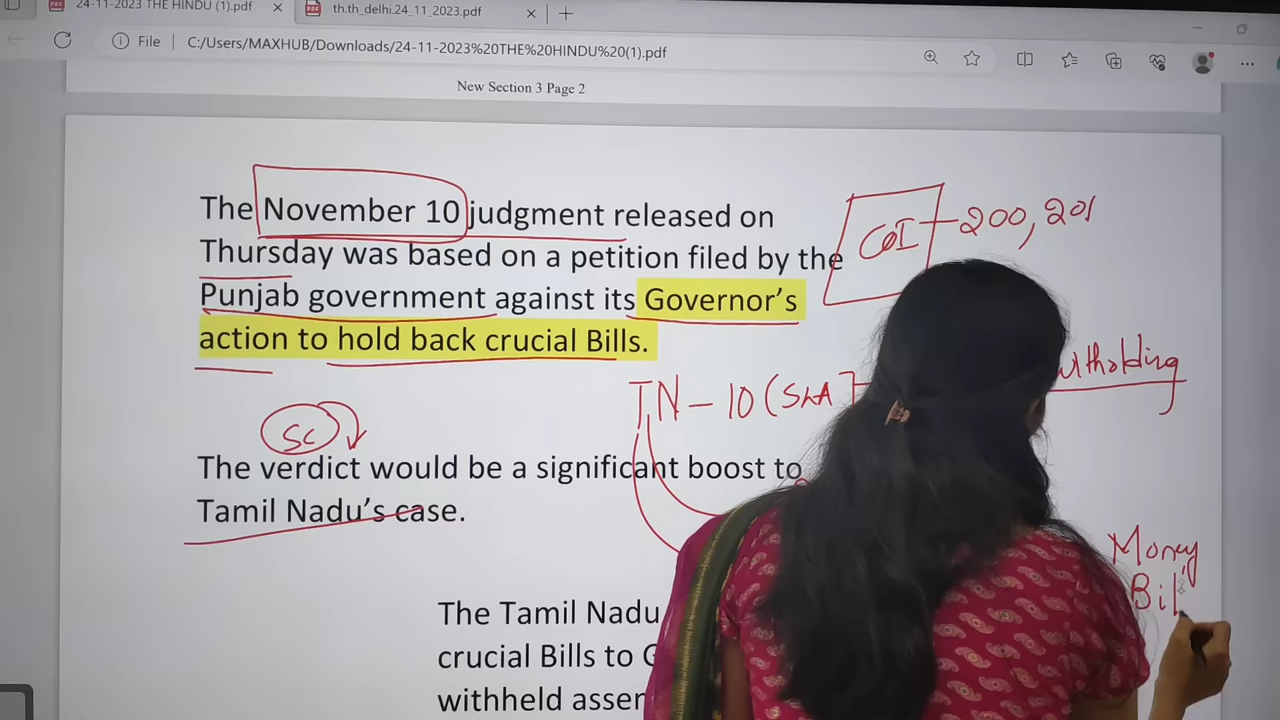 24-11-2023 THE HINDU (1).pdf
th.th_delhi.24_11_2023.pdf
File
C:/Users/MAXHUB/Downloads/24-11-2023%20THE%20HINDU%20(1).pdf
New Section 3 Page 2
The November 10 judgment released on
Thursday was based on a petition filed by the
Punjab government against its Governor's
action to hold back crucial Bills.
CoI - 200, 201
TN - 10 (SLA)
withholding
SC
The verdict would be a significant boost to
Tamil Nadu's case.
Money
Bil
The Tamil Nadu
crucial Bills to G
withheld assen